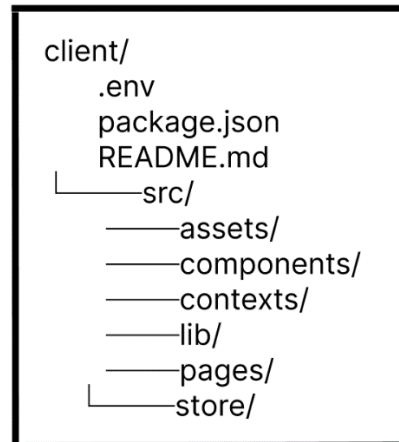 client/
.env
package.json
README.md
src/
assets/
components/
contexts/
lib/
pages/
store/